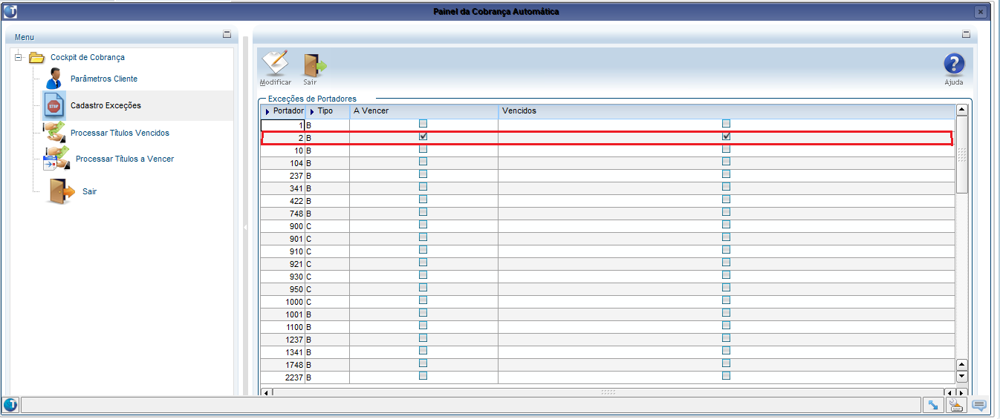 Painel da Cobrança Automática
Menu
Cockpit de Cobrança
Parâmetros Cliente
STOP
Cadastro Exceções
Processar Títulos Vencidos
Processar Títulos a Vencer
Sair
Modificar
Sair
Ajuda
Exceções de Portadores
Portador Tipo A Vencer Vencidos
1 B
2 B
10 B
104 B
237 B
341 B
422 B
748 B
900 C
901 C
910 C
921 C
930 C
950 C
1000 C
1001 B
1100 B
1237 B
1341 B
1748 B
2237 B